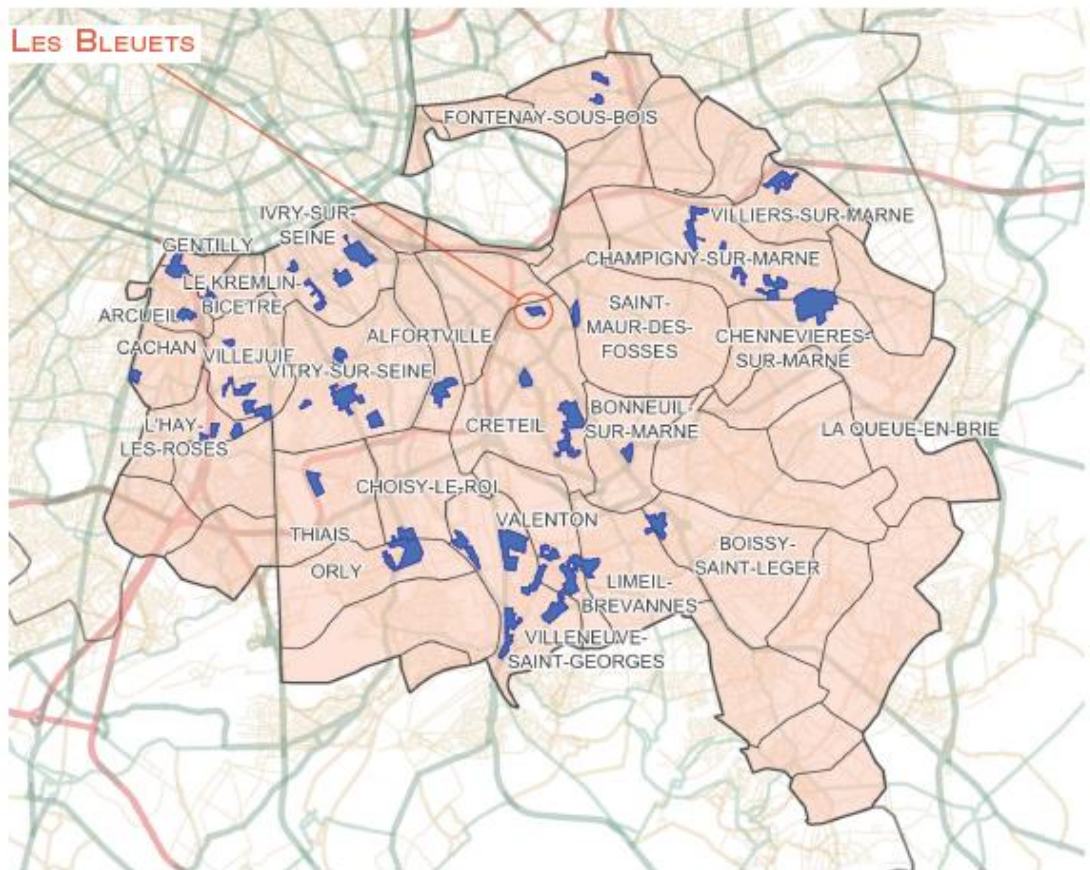 LES BLEUETS
FONTENAY-SOUS-BOIS
IVRY-SUR-
SEINE
VILLIERS-SUR-MARNE
GENTILLY
CHAMPIGNY-SUR-MARNE
LE KREMLIN-
BICETRE
ARCUEIL
SAINT-
MAUR-DES-
FOSSES
ALFORTVILLE
CHENNEVIERES-
SUR-MARNE
CACHAN
VILLEJUIF
VITRY-SUR-SEINE
L'HAY-
LES-ROSES
CRETEIL
BONNEUIL-
SUR-MARNE
LA QUEUE-EN-BRIE
CHOISY-LE-ROI
VALENTON
THIAIS
BOISSY-
SAINT-LEGER
ORLY
LIMEIL-
BREVANNES
VILLENEUVE-
SAINT-GEORGES